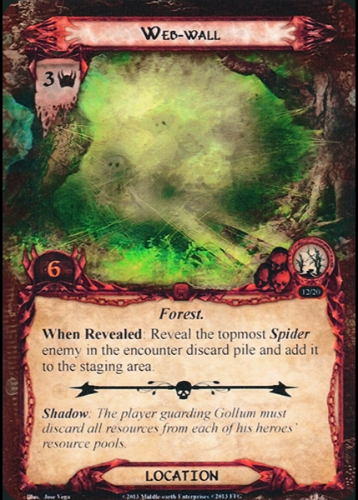 WEB-WALL
3
6
12/20
Forest.
When Revealed: Reveal the topmost Spider
enemy in the encounter discard pile and add it
to the staging area.
Shadow: The player guarding Gollum must
discard all resources from each of his heroes'
resource pools.
LOCATION
Illus. Jose Vega
• 2013 Middle-earth Enterprises • 2013 FFG